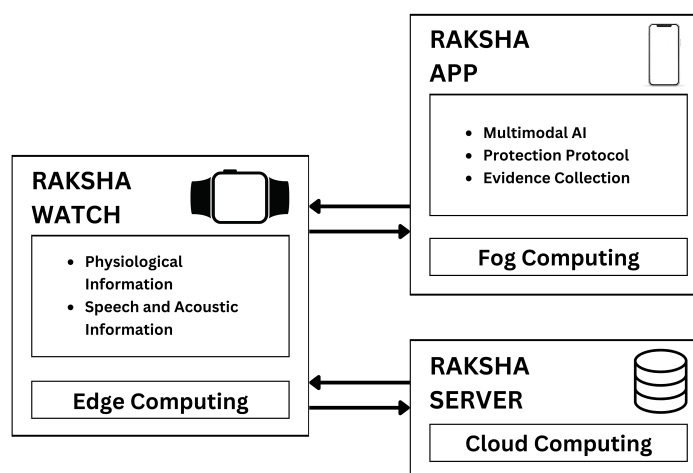 RAKSHA
APP
• Multimodal AI
• Protection Protocol
• Evidence Collection
Fog Computing
RAKSHA
WATCH
• Physiological
Information
• Speech and Acoustic
Information
Edge Computing
RAKSHA
SERVER
Cloud Computing